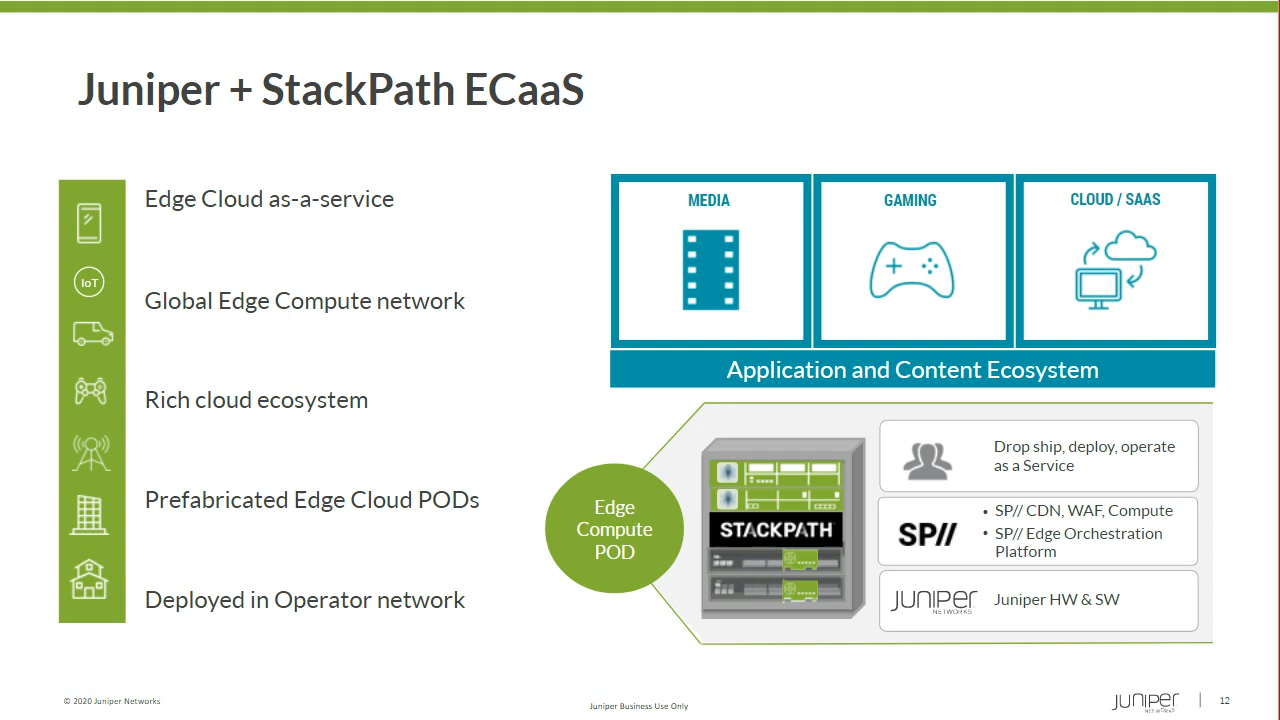 Juniper + StackPath ECaaS
IoT
Edge Cloud as-a-service
Global Edge Compute network
Rich cloud ecosystem
Prefabricated Edge Cloud PODs
Deployed in Operator network
MEDIA
GAMING
CLOUD / SAAS
Application and Content Ecosystem
Edge
Compute
POD
STACKPATH
Drop ship, deploy, operate
as a Service
SP//
• SP// CDN, WAF, Compute
• SP// Edge Orchestration
Platform
JUNIPER
NETWORKS
Juniper HW & SW
© 2020 Juniper Networks
Juniper Business Use Only
JUNIPER
NETWORKS
12